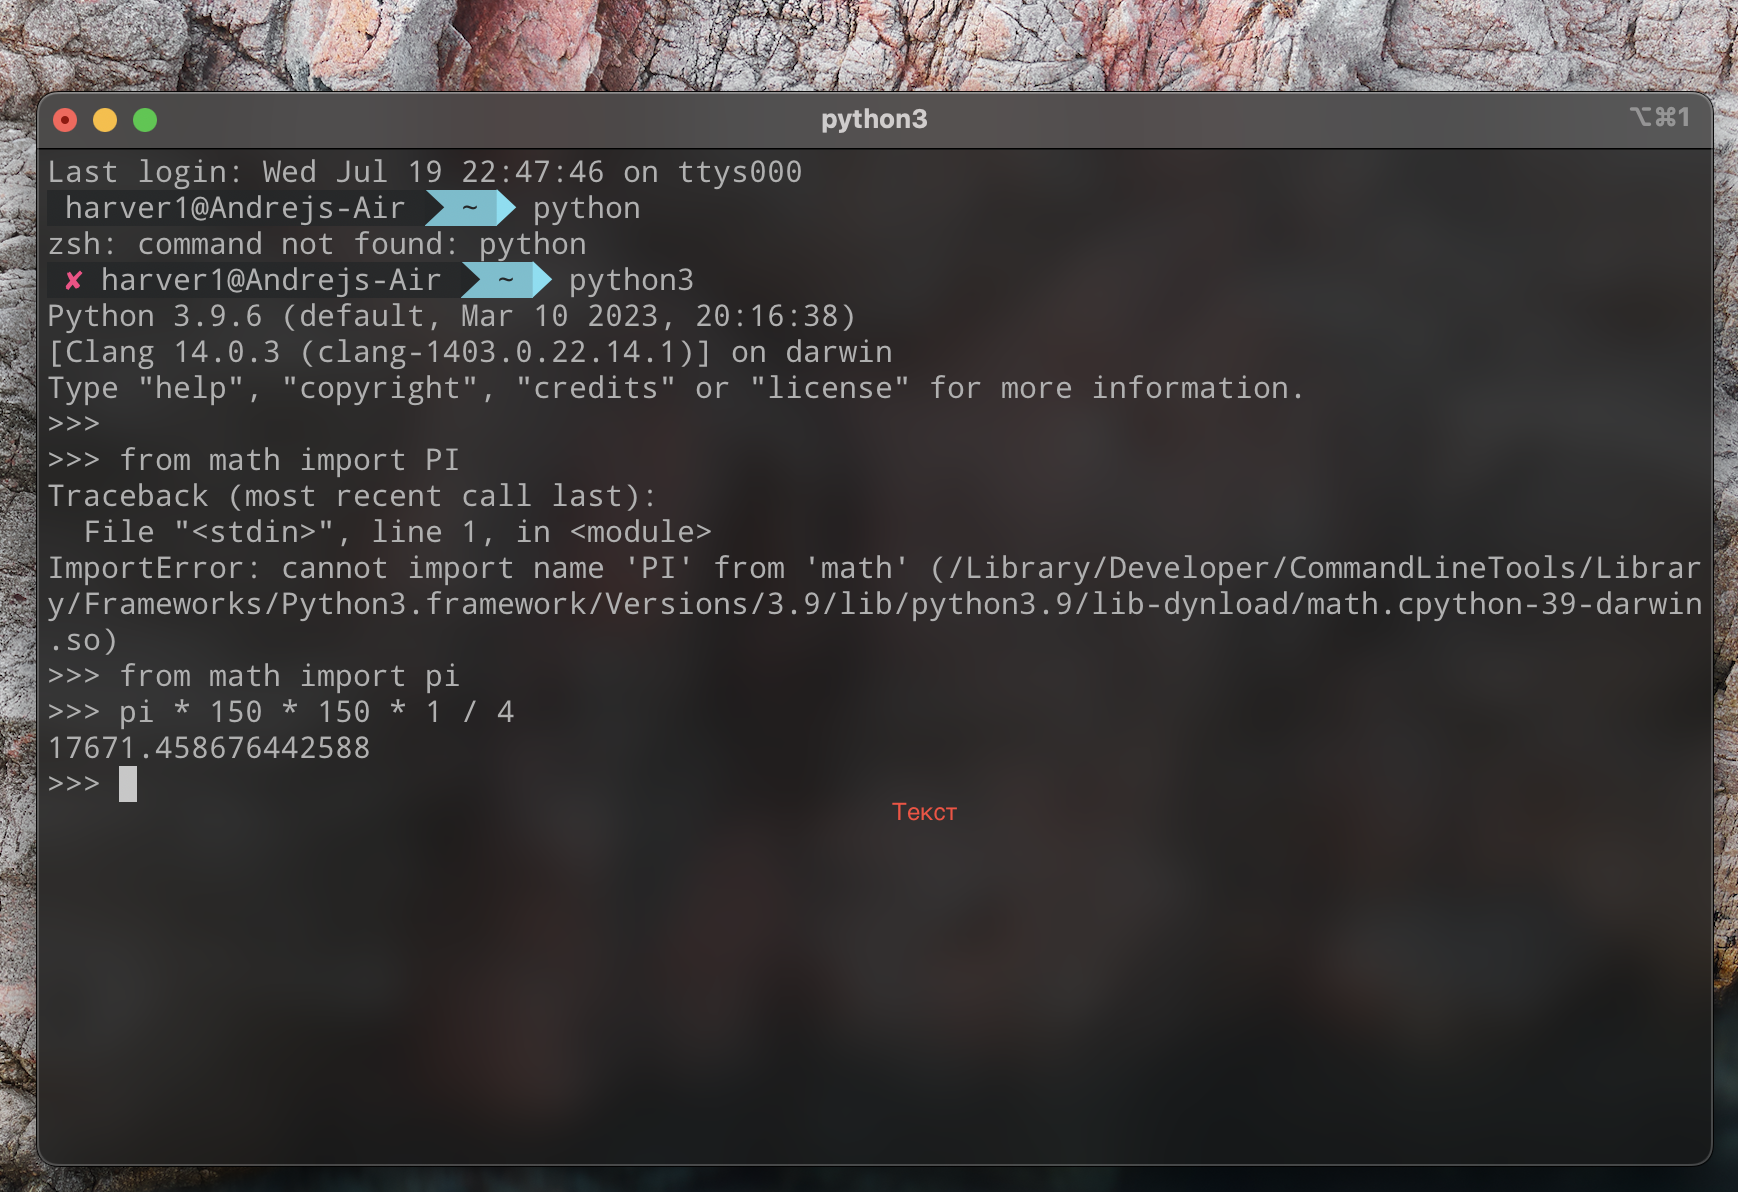 python3
⌥⌘1
Last login: Wed Jul 19 22:47:46 on ttys000
harver1@Andrejs-Air ~ python
zsh: command not found: python
✘ harver1@Andrejs-Air ~ python3
Python 3.9.6 (default, Mar 10 2023, 20:16:38)
[Clang 14.0.3 (clang-1403.0.22.14.1)] on darwin
Type "help", "copyright", "credits" or "license" for more information.
>>>
>>> from math import PI
Traceback (most recent call last):
  File "<stdin>", line 1, in <module>
ImportError: cannot import name 'PI' from 'math' (/Library/Developer/CommandLineTools/Librar
y/Frameworks/Python3.framework/Versions/3.9/lib/python3.9/lib-dynload/math.cpython-39-darwin
.so)
>>> from math import pi
>>> pi * 150 * 150 * 1 / 4
17671.458676442588
>>>
Текст